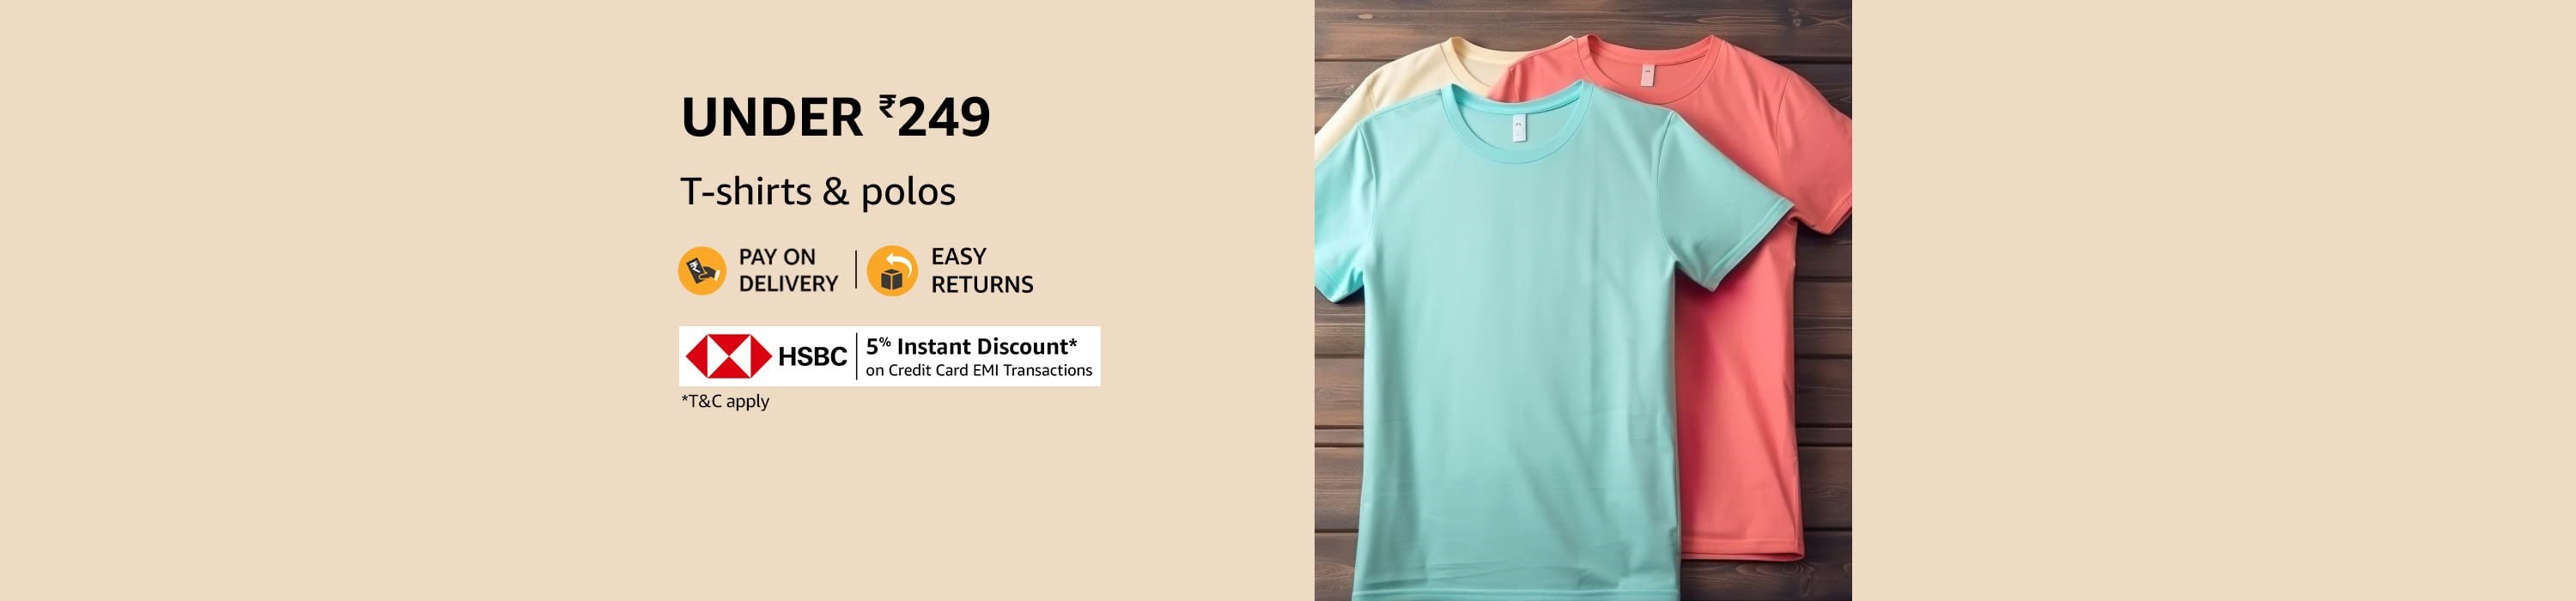 UNDER ₹249
T-shirts & polos
PAY ON
DELIVERY
EASY
RETURNS
HSBC
5% Instant Discount*
on Credit Card EMI Transactions
*T&C apply